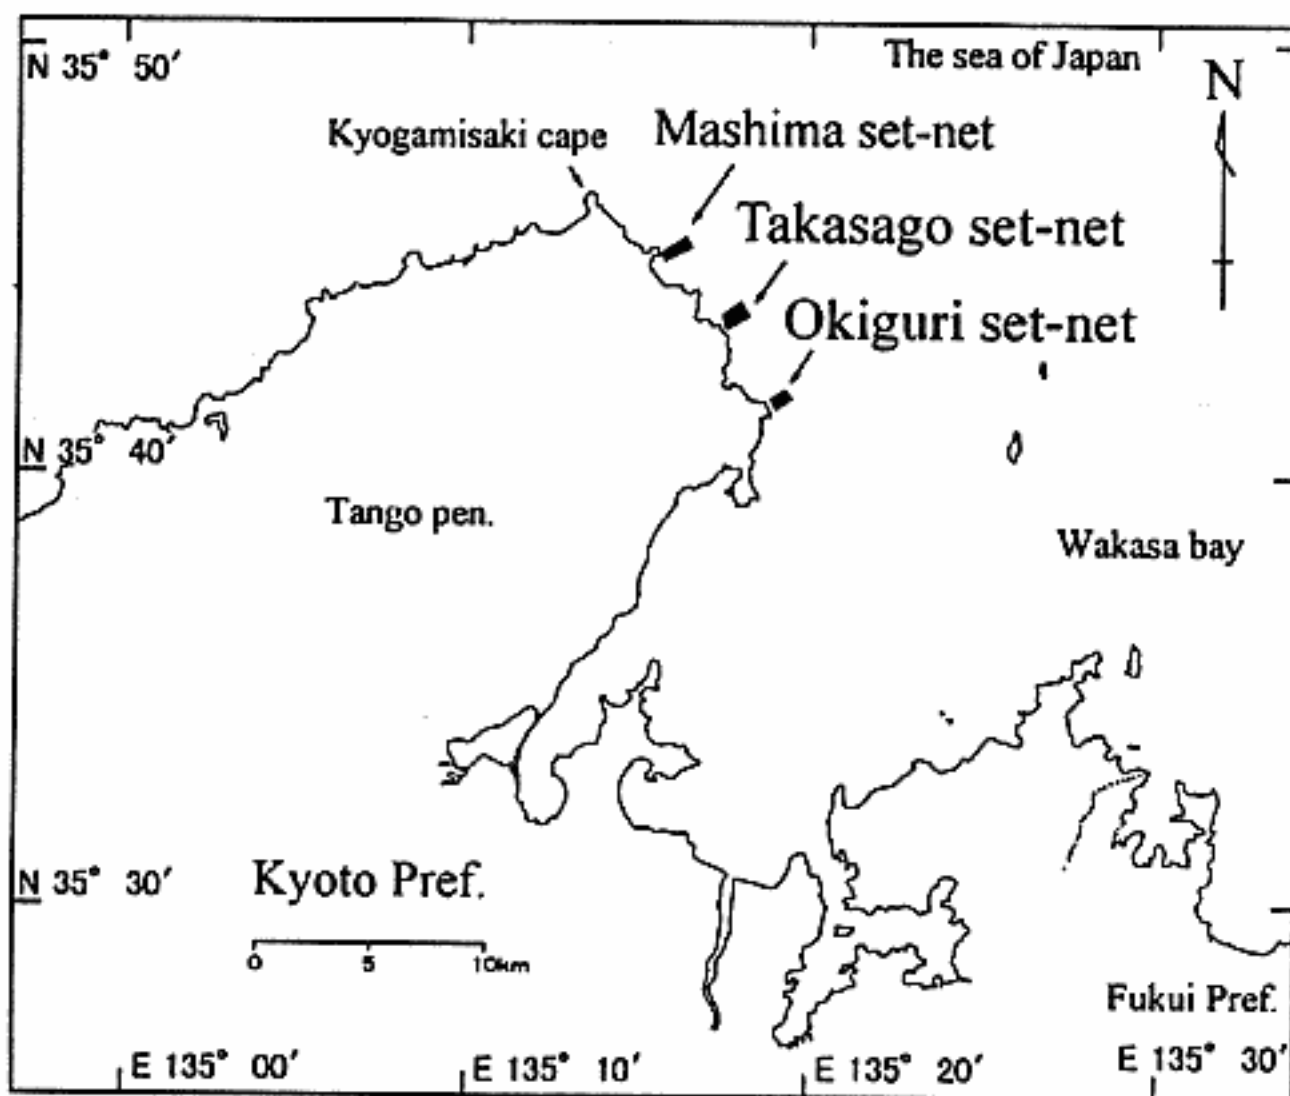 The sea of Japan
N 35° 50′
N
Kyogamisaki cape
Mashima set-net
Takasago set-net
Okiguri set-net
N 35° 40′
Tango pen.
Wakasa bay
N 35° 30′
Kyoto Pref.
0 5 10km
Fukui Pref.
E 135° 00′
E 135° 10′
E 135° 20′
E 135° 30′